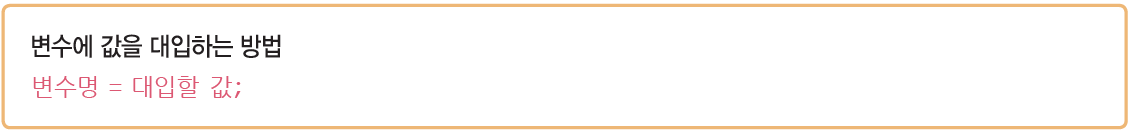 변수에 값을 대입하는 방법
변수명 = 대입할 값;